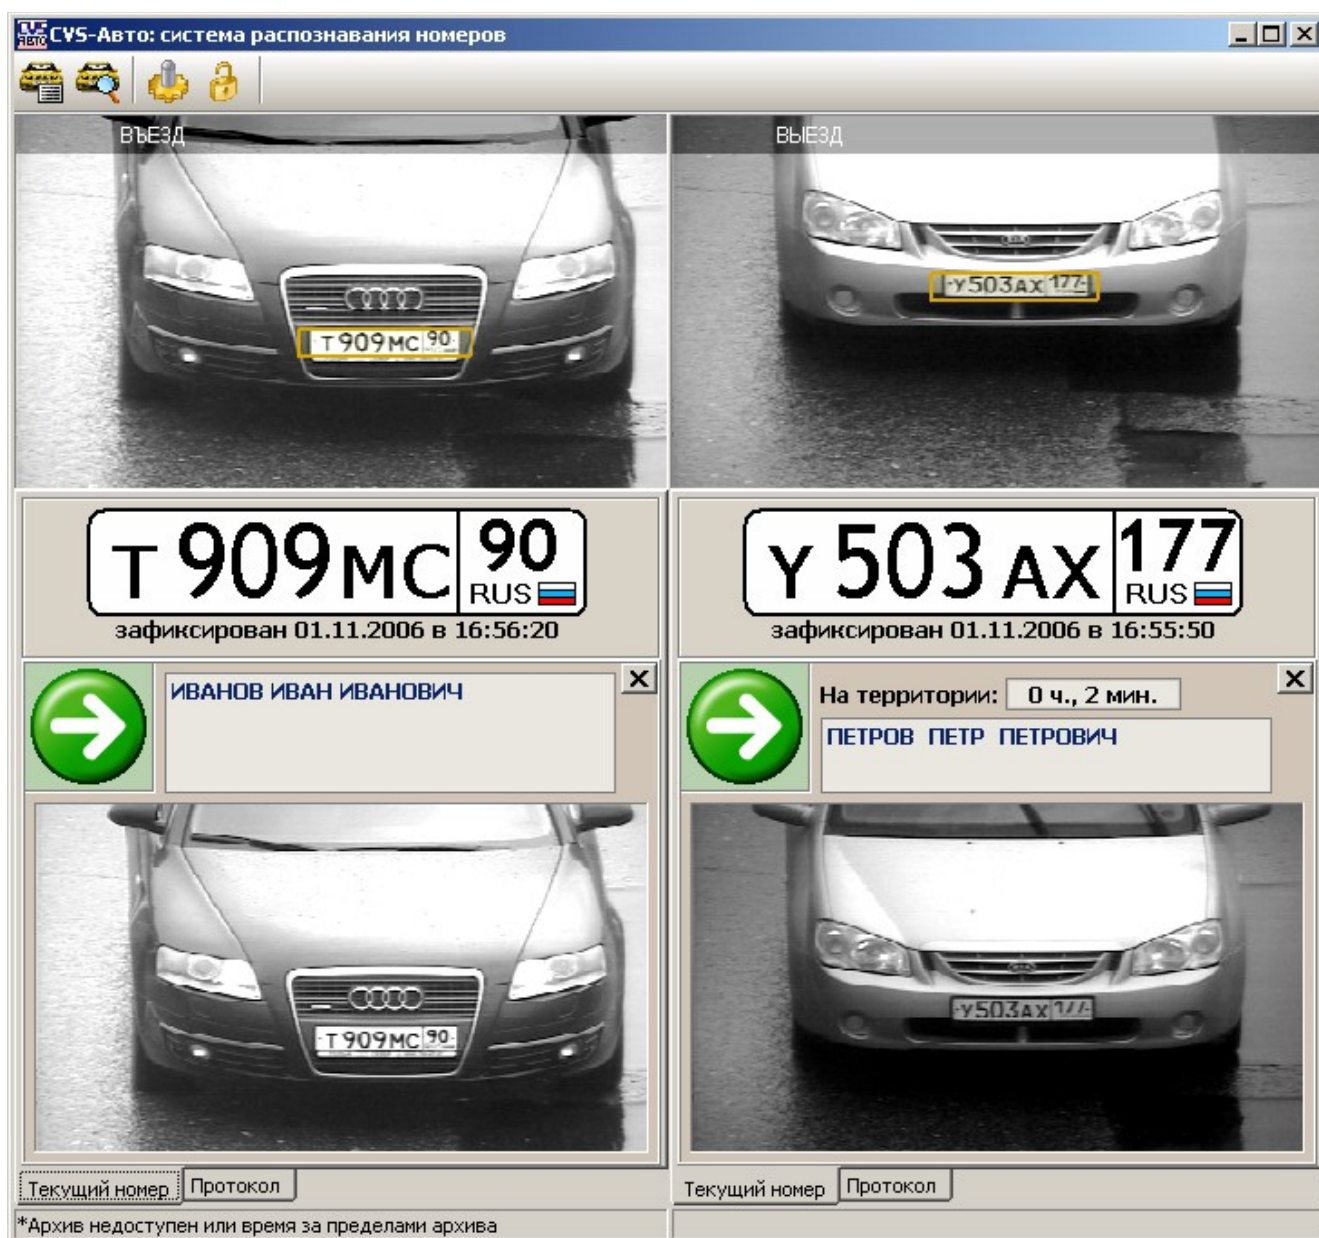 CVS-Авто: система распознавания номеров
ВЪЕЗД
ВЫЕЗД
Т909МС 90
У503АХ 177
Т 909 МС 90 RUS
зафиксирован 01.11.2006 в 16:56:20
У 503 АХ 177 RUS
зафиксирован 01.11.2006 в 16:55:50
ИВАНОВ ИВАН ИВАНОВИЧ
На территории: 0 ч., 2 мин.
ПЕТРОВ ПЕТР ПЕТРОВИЧ
Т909МС 90
У503АХ 177
Текущий номер Протокол
Текущий номер Протокол
*Архив недоступен или время за пределами архива